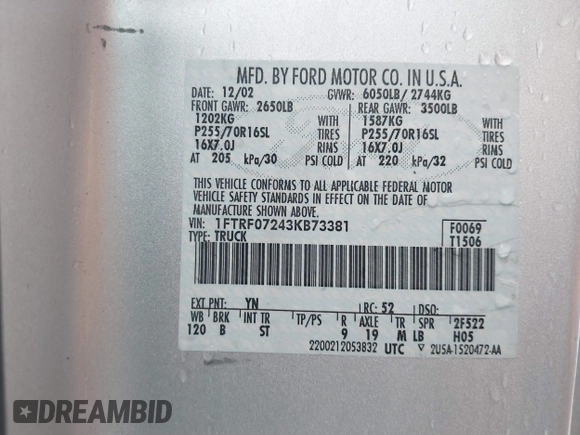 MFD. BY FORD MOTOR CO. IN U.S.A.
DATE: 12/02 GVWR: 6050LB/ 2744KG
FRONT GAWR: 2650LB REAR GAWR: 3500LB
1202KG WITH 1587KG WITH
P255/70R16SL TIRES P255/70R16SL TIRES
16X7.0J RIMS 16X7.0J RIMS
AT 205 kPa/30 PSI COLD AT 220 kPa/32 PSI COLD
THIS VEHICLE CONFORMS TO ALL APPLICABLE FEDERAL MOTOR
VEHICLE SAFETY STANDARDS IN EFFECT ON THE DATE OF
MANUFACTURE SHOWN ABOVE.
VIN: 1FTRF07243KB73381 F0069
TYPE: TRUCK T1506
EXT PNT: YN RC: 52 DSO:
WB BRK INT TR TP/PS R AXLE TR SPR 2F522
120 B ST 9 19 M LB H05
2200212053832 UTC ▽ 2USA-1520472-AA
DREAMBID